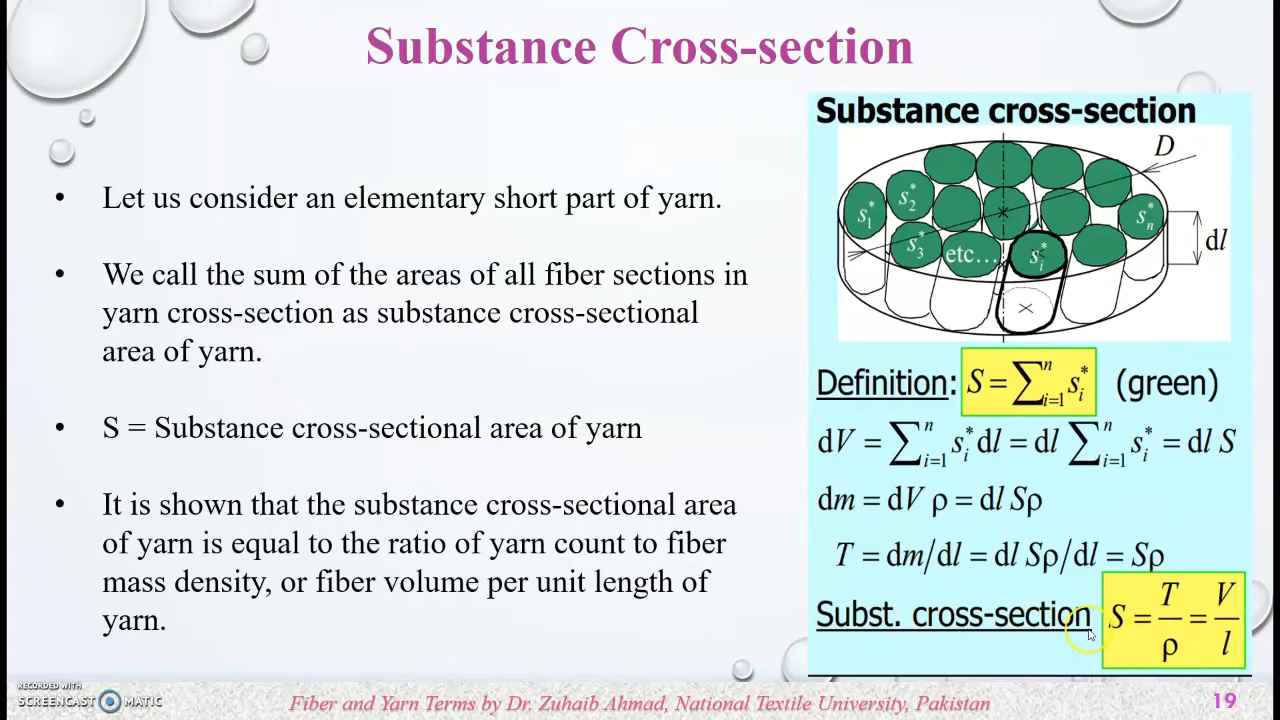 Substance Cross-section
• Let us consider an elementary short part of yarn.
• We call the sum of the areas of all fiber sections in
yarn cross-section as substance cross-sectional
area of yarn.
• S = Substance cross-sectional area of yarn
• It is shown that the substance cross-sectional area
of yarn is equal to the ratio of yarn count to fiber
mass density, or fiber volume per unit length of
yarn.
Substance cross-section
D
s₁* s₂* sₙ*
s₃* etc... sᵢ* dl
Definition: S = ∑ⁿᵢ₌₁ sᵢ* (green)
dV = ∑ⁿᵢ₌₁ sᵢ* dl = dl ∑ⁿᵢ₌₁ sᵢ* = dl S
dm = dV ρ = dl Sρ
T = dm/dl = dl Sρ/dl = Sρ
Subst. cross-section S = T/ρ = V/l
RECORDED WITH
SCREENCAST MATIC
Fiber and Yarn Terms by Dr. Zuhaib Ahmad, National Textile University, Pakistan
19